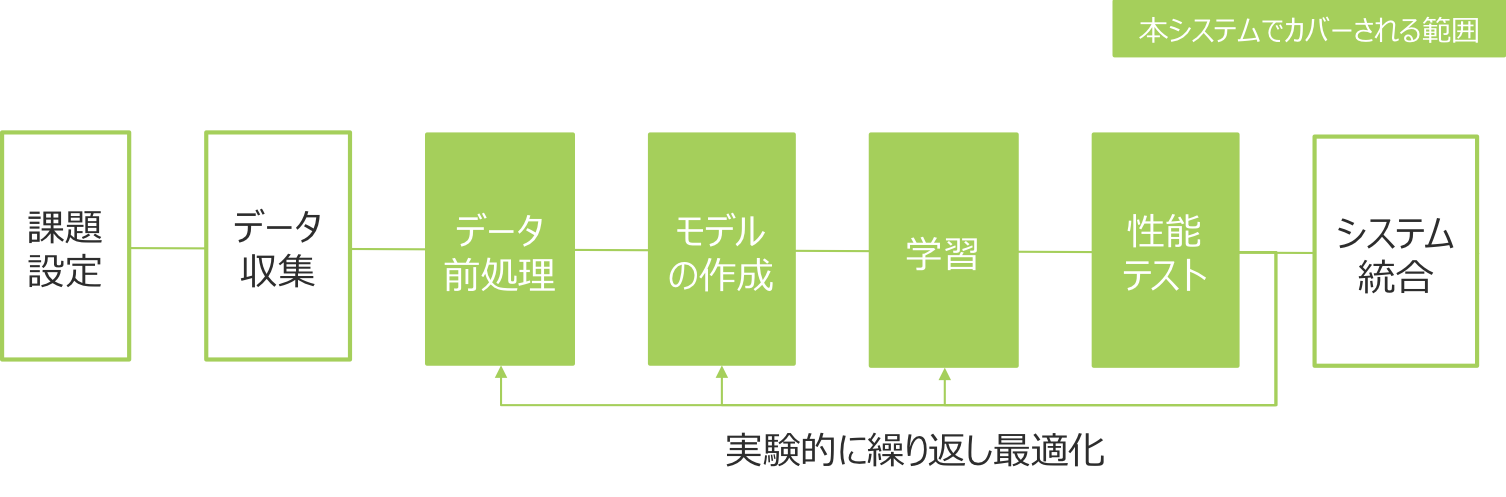 本システムでカバーされる範囲
課題
設定
データ
収集
データ
前処理
モデル
の作成
学習
性能
テスト
システム
統合
実験的に繰り返し最適化